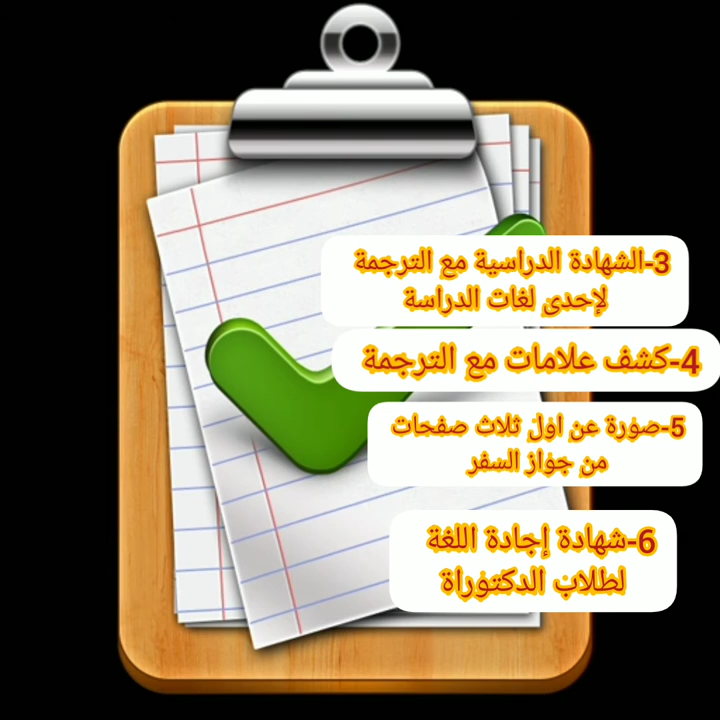 3-الشهادة الدراسية مع الترجمة
لإحدى لغات الدراسة
4-كشف علامات مع الترجمة
5-صورة عن اول ثلاث صفحات
من جواز السفر
6-شهادة إجادة اللغة
لطلاب الدكتوراة